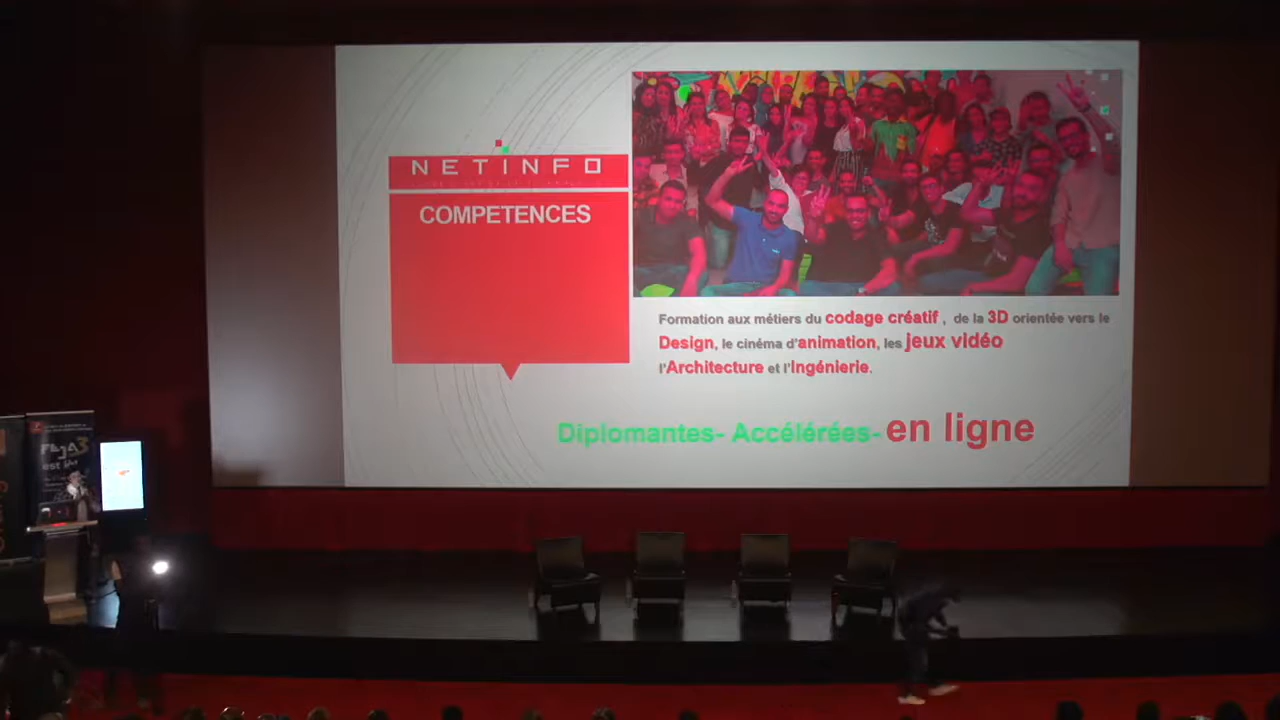 NETINFO
COMPETENCES
Formation aux métiers du codage créatif , de la 3D orientée vers le
Design, le cinéma d'animation, les jeux vidéo
l'Architecture et l'Ingénierie.
Diplomantes- Accélérées- en ligne
FEJA3